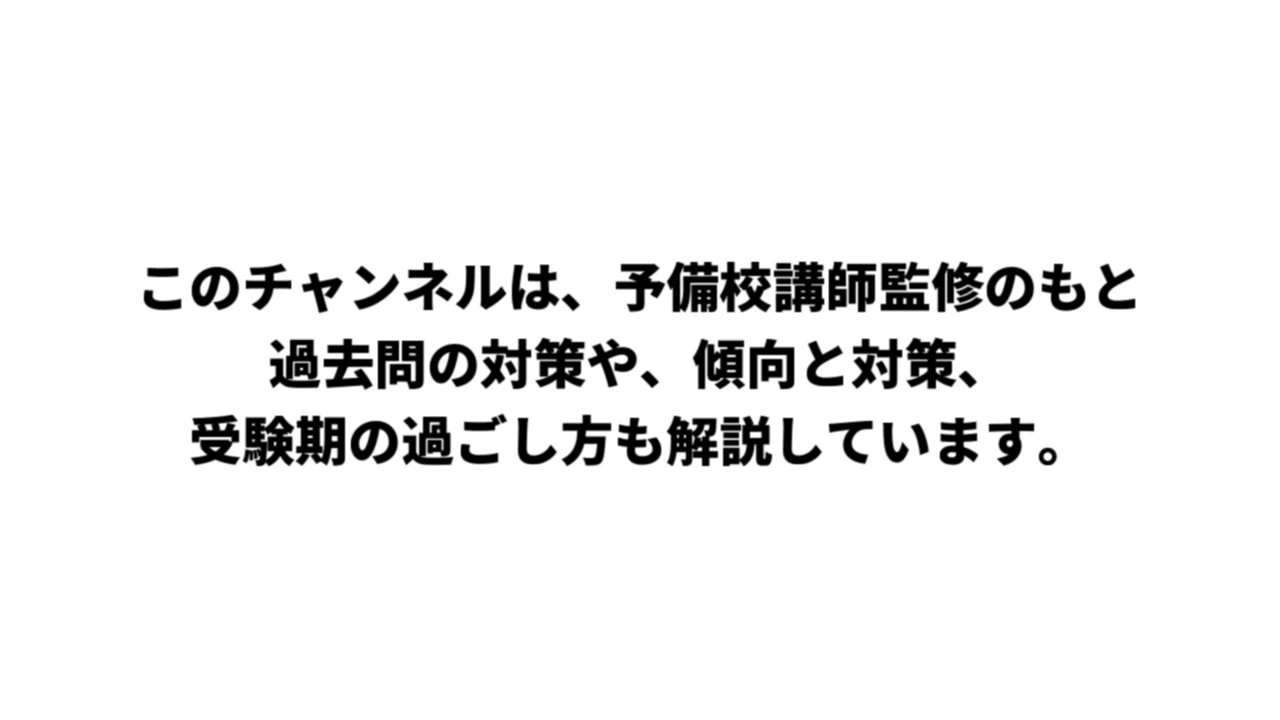 このチャンネルは、予備校講師監修のもと
過去問の対策や、傾向と対策、
受験期の過ごし方も解説しています。